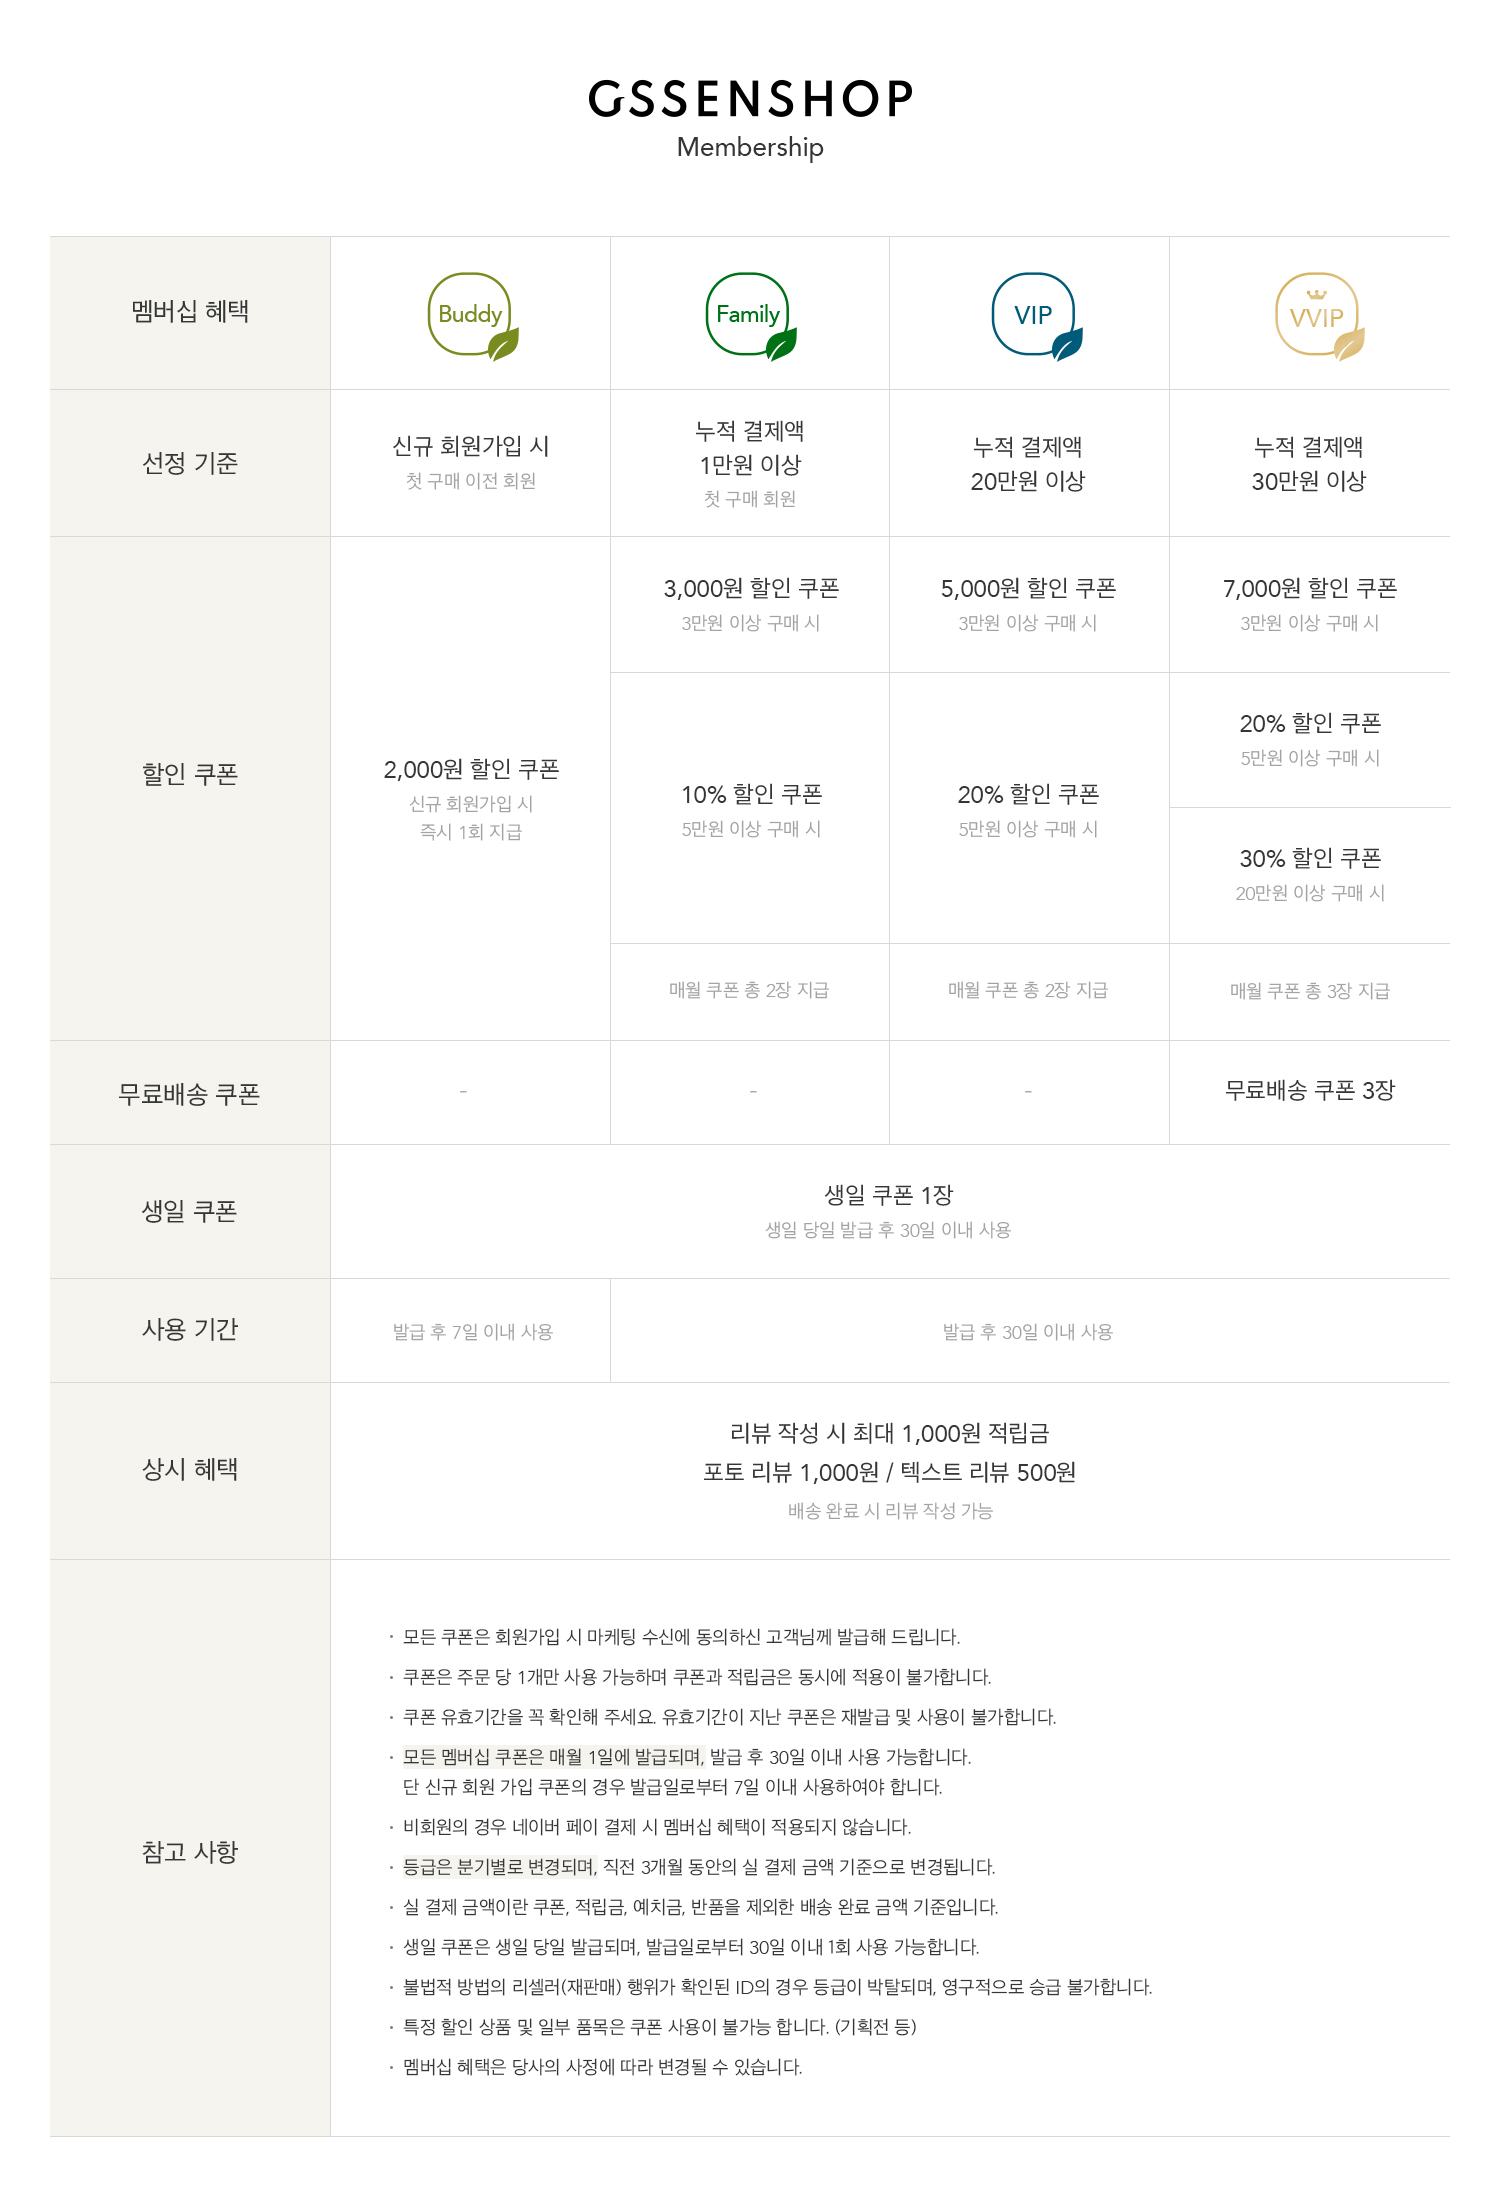 GSSENSHOP
Membership
멤버십 혜택
Buddy
Family
VIP
VVIP
선정 기준
신규 회원가입 시
첫 구매 이전 회원
누적 결제액
1만원 이상
첫 구매 회원
누적 결제액
20만원 이상
누적 결제액
30만원 이상
할인 쿠폰
2,000원 할인 쿠폰
신규 회원가입 시
즉시 1회 지급
3,000원 할인 쿠폰
3만원 이상 구매 시
10% 할인 쿠폰
5만원 이상 구매 시
매월 쿠폰 총 2장 지급
5,000원 할인 쿠폰
3만원 이상 구매 시
20% 할인 쿠폰
5만원 이상 구매 시
매월 쿠폰 총 2장 지급
7,000원 할인 쿠폰
3만원 이상 구매 시
20% 할인 쿠폰
5만원 이상 구매 시
30% 할인 쿠폰
20만원 이상 구매 시
매월 쿠폰 총 3장 지급
무료배송 쿠폰
-
-
-
무료배송 쿠폰 3장
생일 쿠폰
생일 쿠폰 1장
생일 당일 발급 후 30일 이내 사용
사용 기간
발급 후 7일 이내 사용
발급 후 30일 이내 사용
상시 혜택
리뷰 작성 시 최대 1,000원 적립금
포토 리뷰 1,000원 / 텍스트 리뷰 500원
배송 완료 시 리뷰 작성 가능
참고 사항
· 모든 쿠폰은 회원가입 시 마케팅 수신에 동의하신 고객님께 발급해 드립니다.
· 쿠폰은 주문 당 1개만 사용 가능하며 쿠폰과 적립금은 동시에 적용이 불가합니다.
· 쿠폰 유효기간을 꼭 확인해 주세요. 유효기간이 지난 쿠폰은 재발급 및 사용이 불가합니다.
· 모든 멤버십 쿠폰은 매월 1일에 발급되며, 발급 후 30일 이내 사용 가능합니다.
단 신규 회원 가입 쿠폰의 경우 발급일로부터 7일 이내 사용하여야 합니다.
· 비회원의 경우 네이버 페이 결제 시 멤버십 혜택이 적용되지 않습니다.
· 등급은 분기별로 변경되며, 직전 3개월 동안의 실 결제 금액 기준으로 변경됩니다.
· 실 결제 금액이란 쿠폰, 적립금, 예치금, 반품을 제외한 배송 완료 금액 기준입니다.
· 생일 쿠폰은 생일 당일 발급되며, 발급일로부터 30일 이내 1회 사용 가능합니다.
· 불법적 방법의 리셀러(재판매) 행위가 확인된 ID의 경우 등급이 박탈되며, 영구적으로 승급 불가합니다.
· 특정 할인 상품 및 일부 품목은 쿠폰 사용이 불가능 합니다. (기획전 등)
· 멤버십 혜택은 당사의 사정에 따라 변경될 수 있습니다.